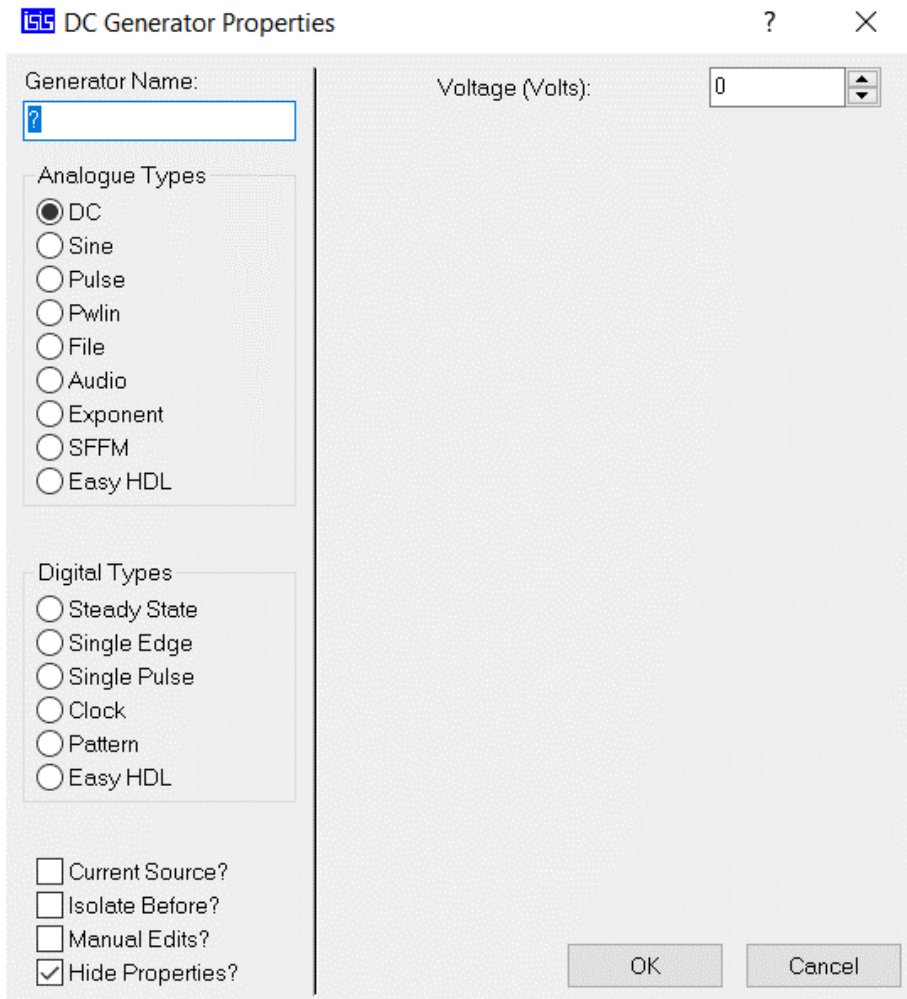 isis DC Generator Properties ? ×
Generator Name:
?
Analogue Types
DC
Sine
Pulse
Pwlin
File
Audio
Exponent
SFFM
Easy HDL
Digital Types
Steady State
Single Edge
Single Pulse
Clock
Pattern
Easy HDL
Current Source?
Isolate Before?
Manual Edits?
Hide Properties?
Voltage (Volts): 0
OK Cancel